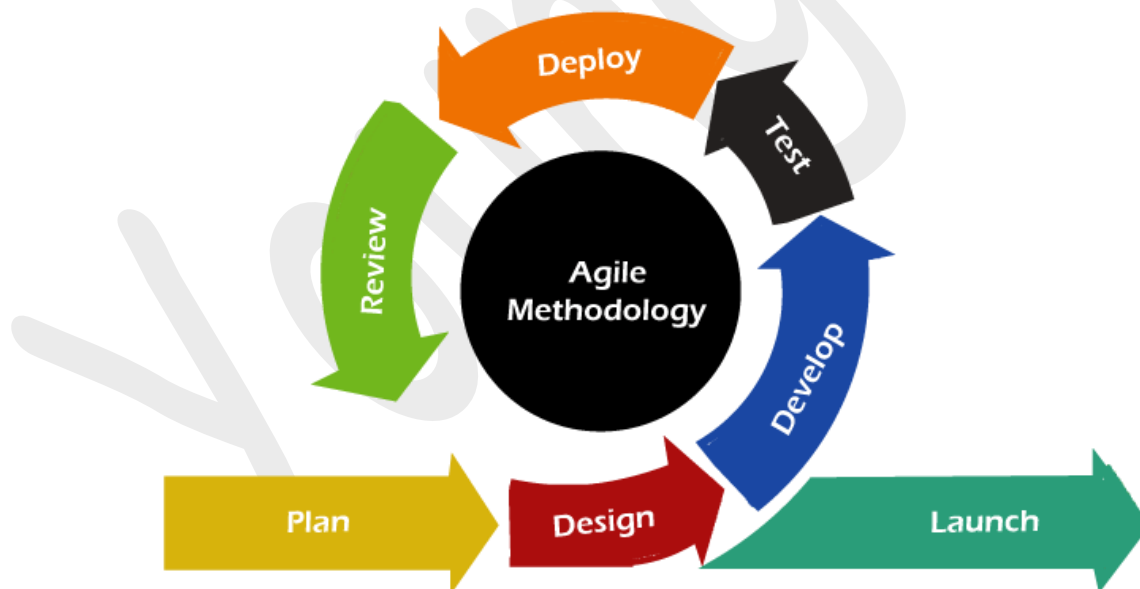 Deploy
Test
Review
Agile
Methodology
Develop
Plan
Design
Launch